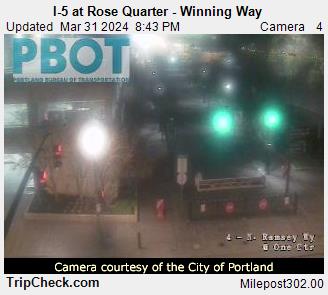 I-5 at Rose Quarter - Winning Way
Updated Mar 31 2024 8:43 PM Camera 4
PBOT
PORTLAND BUREAU OF TRANSPORTATION
4 - N. Ramsey Wy
W One Ctr
Camera courtesy of the City of Portland
TripCheck.com Milepost302.00